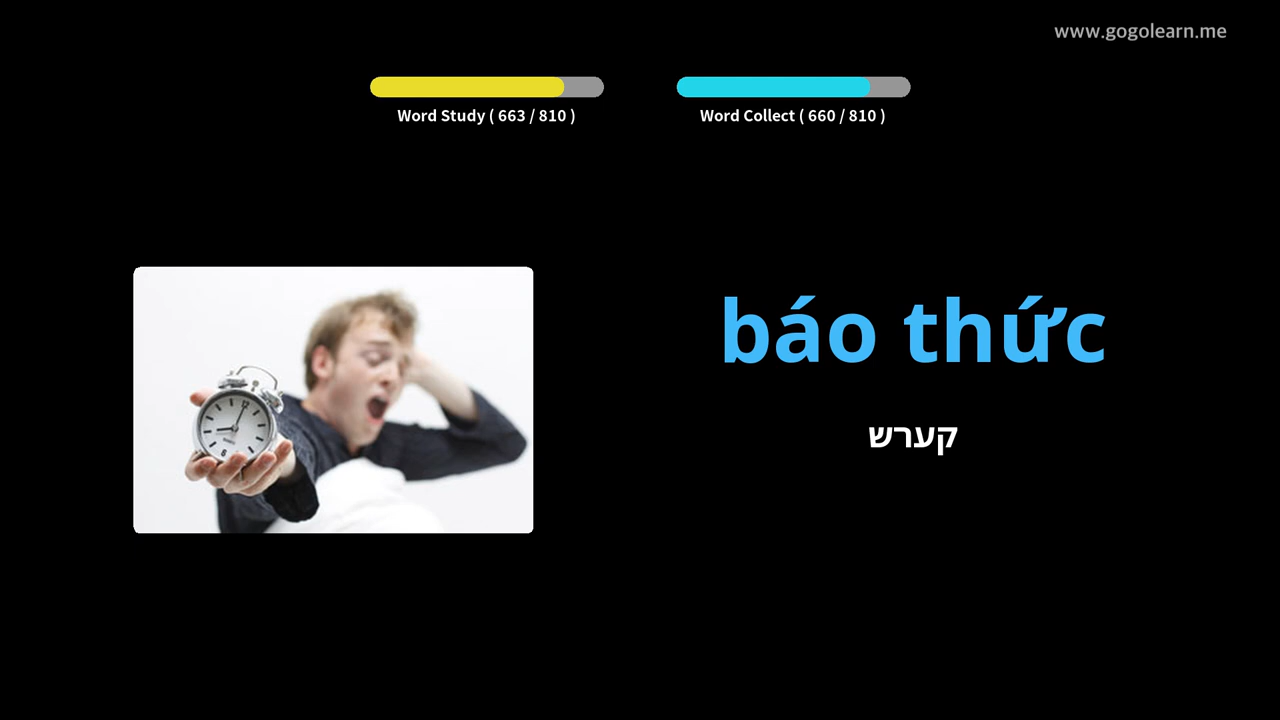 www.gogolearn.me
Word Study ( 663 / 810 )
Word Collect ( 660 / 810 )
báo thức
קערש